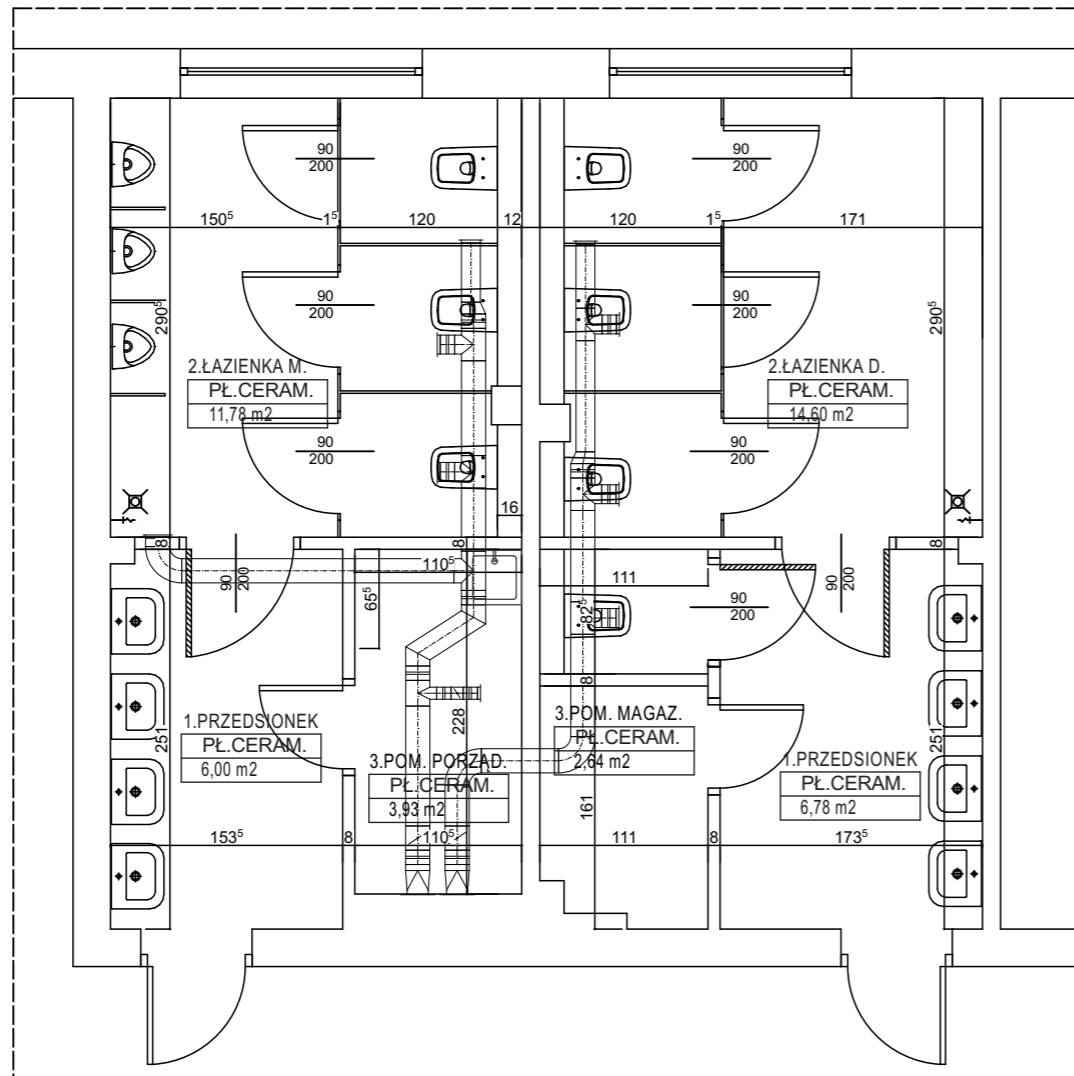 90
200
90
200
150⁵
1⁵
120
12
120
1⁵
171
90
200
90
200
290⁵
290⁵
2.ŁAZIENKA M.
PŁ.CERAM.
11,78 m2
2.ŁAZIENKA D.
PŁ.CERAM.
14,60 m2
90
200
90
200
16
8
8
8
110⁵
111
90
200
90
200
65⁵
82⁵
90
200
8
228
251
1.PRZEDSIONEK
PŁ.CERAM.
6,00 m2
3.POM. PORZĄD.
PŁ.CERAM.
3,93 m2
3.POM. MAGAZ.
PŁ.CERAM.
2,64 m2
251
1.PRZEDSIONEK
PŁ.CERAM.
6,78 m2
161
153⁵
8
110⁵
111
8
173⁵